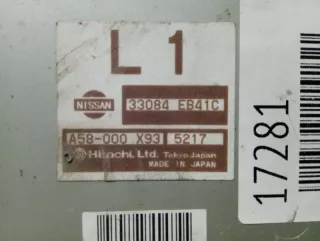 L 1
NISSAN 33084 EB41C
A58-000 X93 5217
Hitachi, Ltd. Tokyo Japan
MADE IN JAPAN
17281